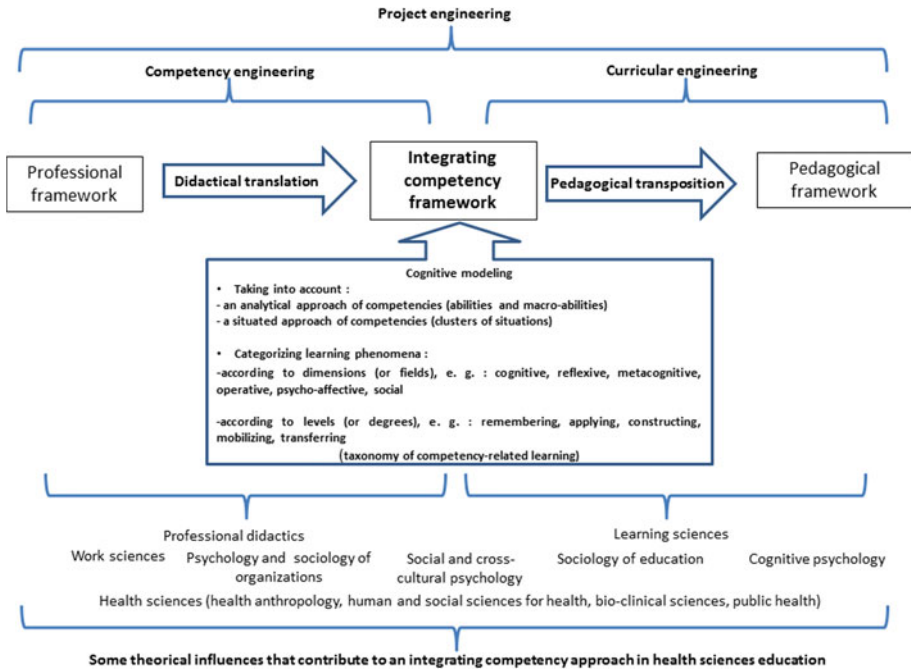 Project engineering
Competency engineering
Curricular engineering
Professional
framework
Didactical translation
Integrating
competency
framework
Pedagogical transposition
Pedagogical
framework
Cognitive modeling
• Taking into account :
- an analytical approach of competencies (abilities and macro-abilities)
- a situated approach of competencies (clusters of situations)
• Categorizing learning phenomena :
-according to dimensions (or fields), e. g. : cognitive, reflexive, metacognitive,
operative, psycho-affective, social
-according to levels (or degrees), e. g. : remembering, applying, constructing,
mobilizing, transferring
(taxonomy of competency-related learning)
Professional didactics
Learning sciences
Work sciences
Psychology and sociology of
organizations
Social and cross-
cultural psychology
Sociology of education
Cognitive psychology
Health sciences (health anthropology, human and social sciences for health, bio-clinical sciences, public health)
Some theorical influences that contribute to an integrating competency approach in health sciences education